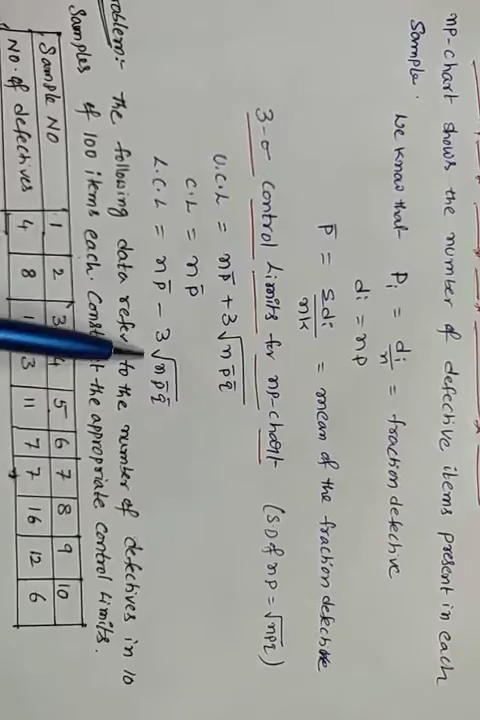 np-chart shows the number of defective items present in each
Sample. We know that P̄i = di/n = fraction defective
di = np
p̄ = Σdi/nk = mean of the fraction defective
3-σ Control Limits for np-chart (S.D of np = √npq)
U.C.L = np̄ + 3√np̄q̄
C.L = np̄
L.C.L = np̄ - 3√np̄q̄
oblem:- the following data refer to the number of defectives in 10
Samples of 100 items each. the appropriate control Limits.
Sample No 1 2 3 4 5 6 7 8 9 10
No. of defectives 4 8 3 11 7 7 16 12 6